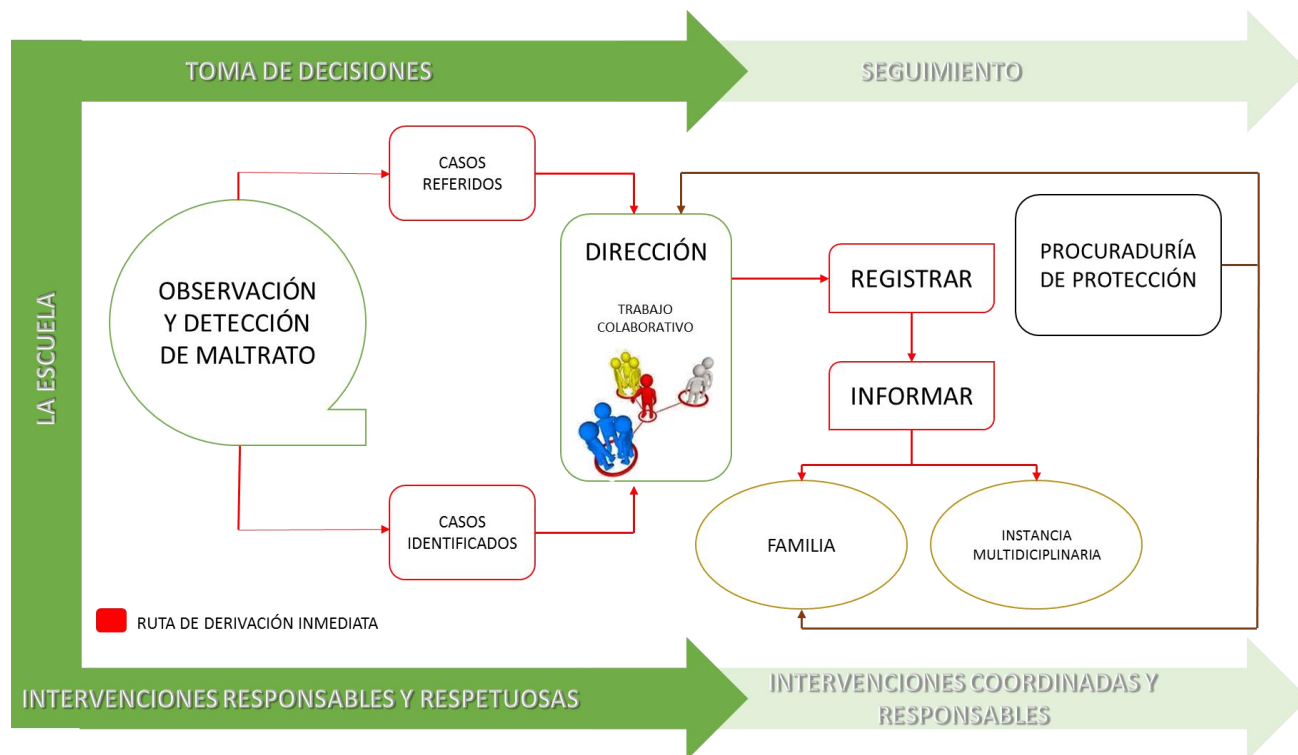 TOMA DE DECISIONES
SEGUIMIENTO
LA ESCUELA
CASOS
REFERIDOS
OBSERVACIÓN
Y DETECCIÓN
DE MALTRATO
CASOS
IDENTIFICADOS
DIRECCIÓN
TRABAJO
COLABORATIVO
REGISTRAR
INFORMAR
PROCURADURÍA
DE PROTECCIÓN
FAMILIA
INSTANCIA
MULTIDICIPLINARIA
RUTA DE DERIVACIÓN INMEDIATA
INTERVENCIONES RESPONSABLES Y RESPETUOSAS
INTERVENCIONES COORDINADAS Y
RESPONSABLES